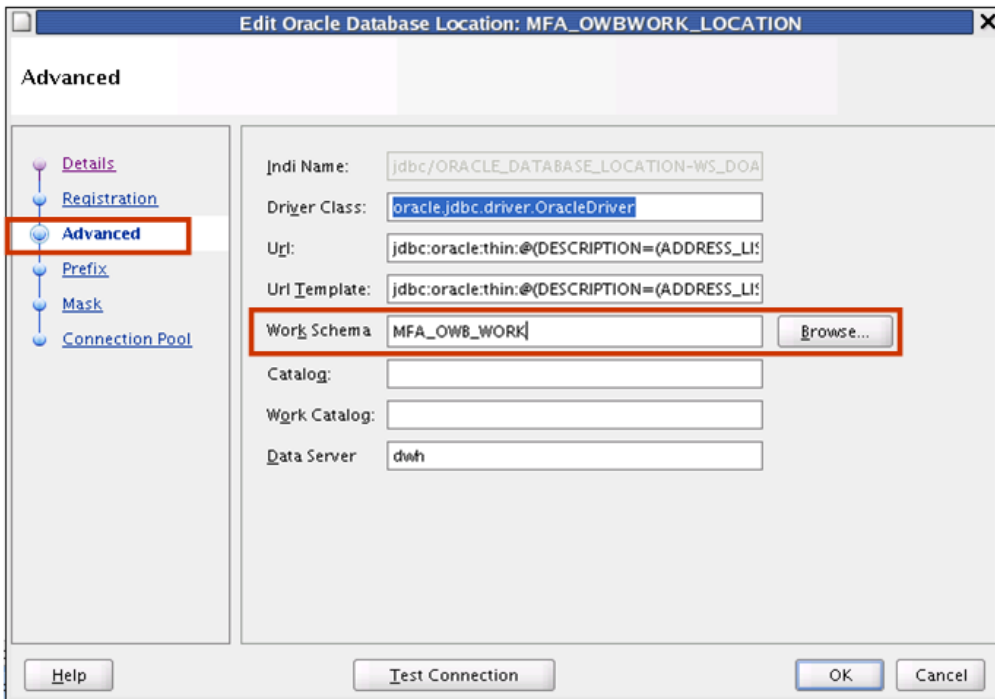 Edit Oracle Database Location: MFA_OWBWORK_LOCATION
Advanced
Details
Registration
Advanced
Prefix
Mask
Connection Pool
Jndi Name: jdbc/ORACLE_DATABASE_LOCATION-WS_DOA
Driver Class: oracle.jdbc.driver.OracleDriver
Url: jdbc:oracle:thin:@(DESCRIPTION=(ADDRESS_LIS
Url Template: jdbc:oracle:thin:@(DESCRIPTION=(ADDRESS_LIS
Work Schema MFA_OWB_WORK Browse...
Catalog:
Work Catalog:
Data Server dwh
Help Test Connection OK Cancel